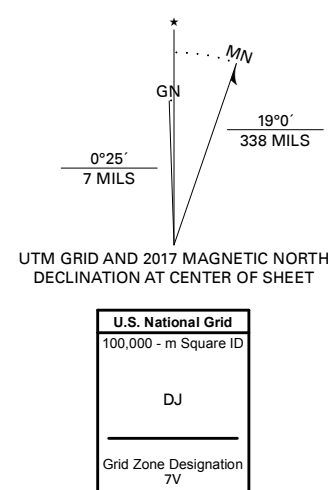 ★
MN
GN
19°0´
338 MILS
0°25´
7 MILS
UTM GRID AND 2017 MAGNETIC NORTH
DECLINATION AT CENTER OF SHEET
U.S. National Grid
100,000 - m Square ID
DJ
Grid Zone Designation
7V